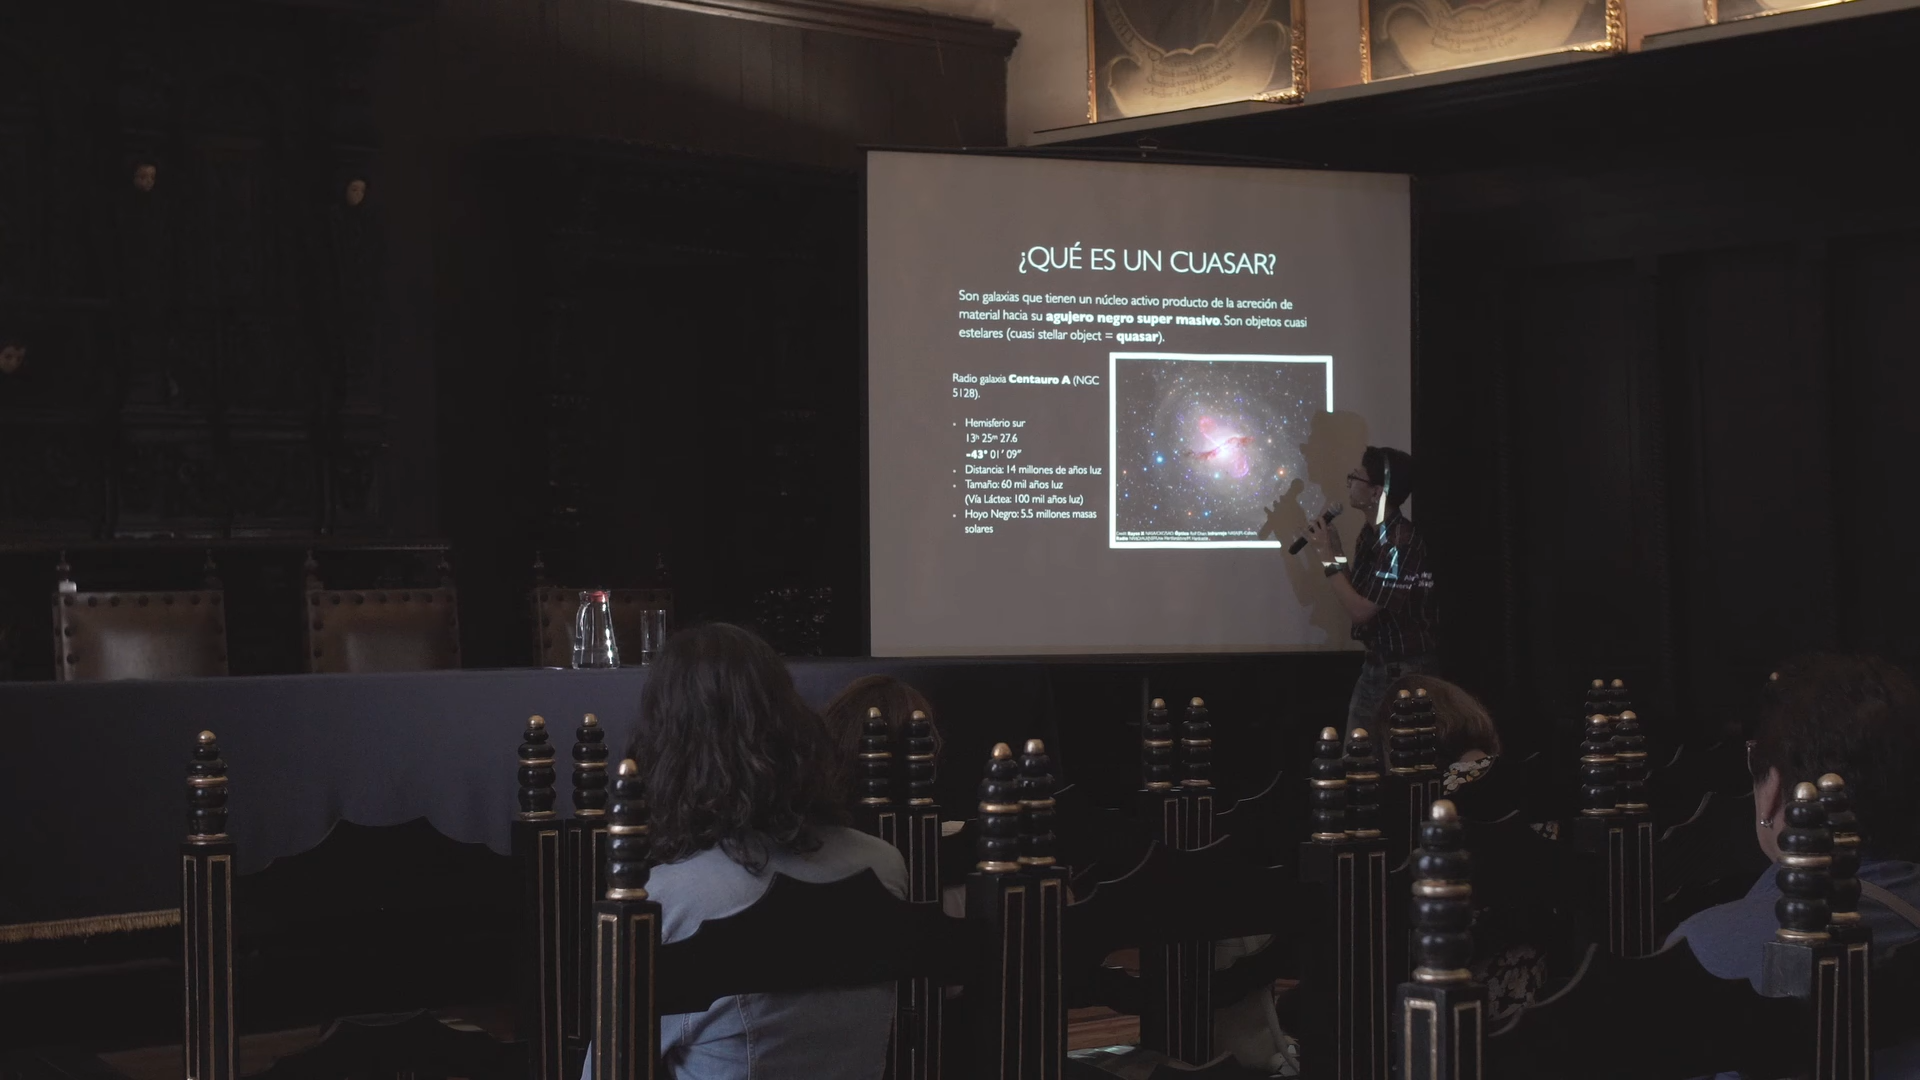 ¿QUÉ ES UN CUASAR?
Son galaxias que tienen un núcleo activo producto de la acreción de
material hacia su agujero negro super masivo. Son objetos cuasi
estelares (cuasi stellar object = quasar).
Radio galaxia Centauro A (NGC
5128).
• Hemisferio sur
13ʰ 25ᵐ 27.6
-43° 01' 09"
• Distancia: 14 millones de años luz
• Tamaño: 60 mil años luz
(Vía Láctea: 100 mil años luz)
• Hoyo Negro: 5.5 millones masas
solares